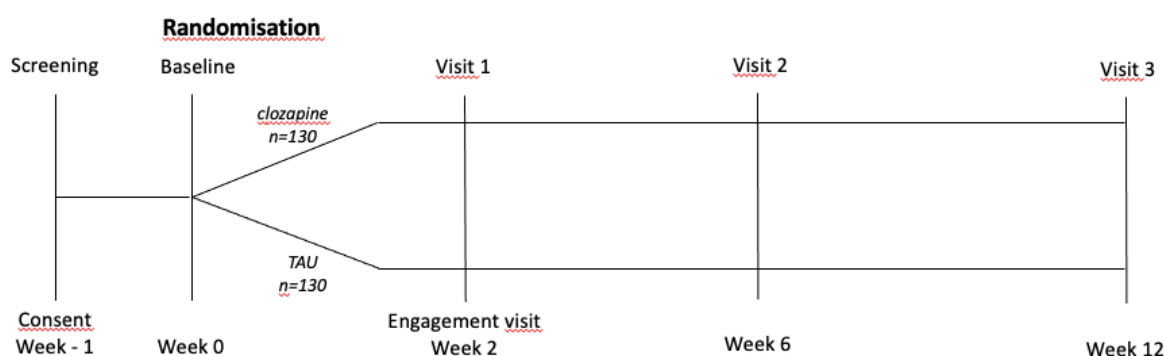 Randomisation
Screening
Baseline
Visit 1
Visit 2
Visit 3
clozapine
n=130
TAU
n=130
Consent
Week - 1
Week 0
Engagement visit
Week 2
Week 6
Week 12